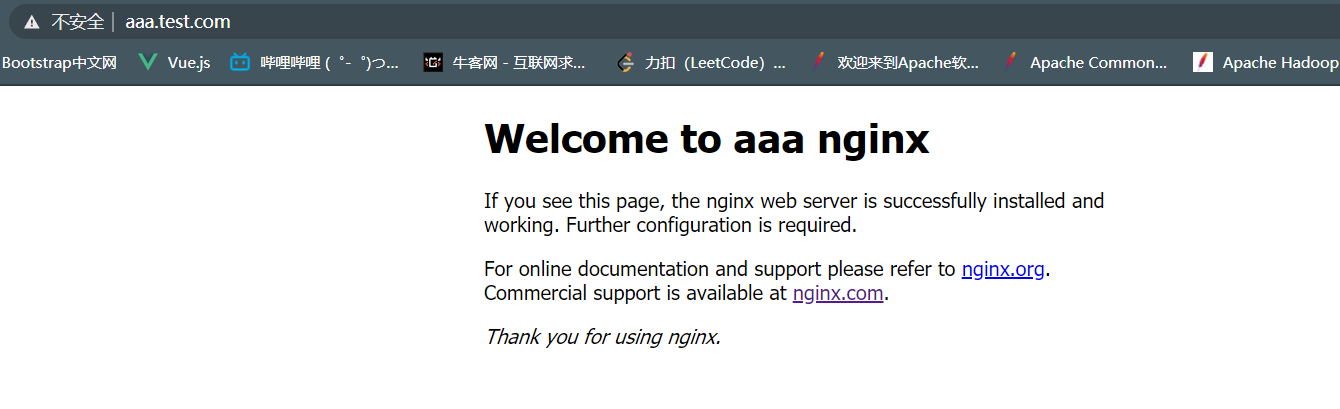 不安全 | aaa.test.com
Bootstrap中文网 Vue.js 哔哩哔哩 ( ゜- ゜)つ... 牛客网 - 互联网求... 力扣（LeetCode）... 欢迎来到Apache软... Apache Common... Apache Hadoop
Welcome to aaa nginx
If you see this page, the nginx web server is successfully installed and
working. Further configuration is required.
For online documentation and support please refer to nginx.org.
Commercial support is available at nginx.com.
Thank you for using nginx.